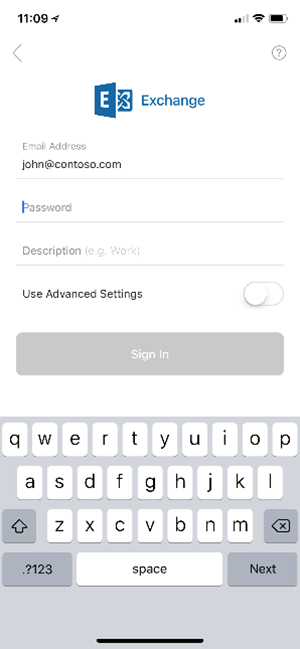 11:09
?
E Exchange
Email Address
john@contoso.com
Password
Description (e.g. Work)
Use Advanced Settings
Sign In
q w e r t y u i o p
a s d f g h j k l
z x c v b n m
.?123 space Next